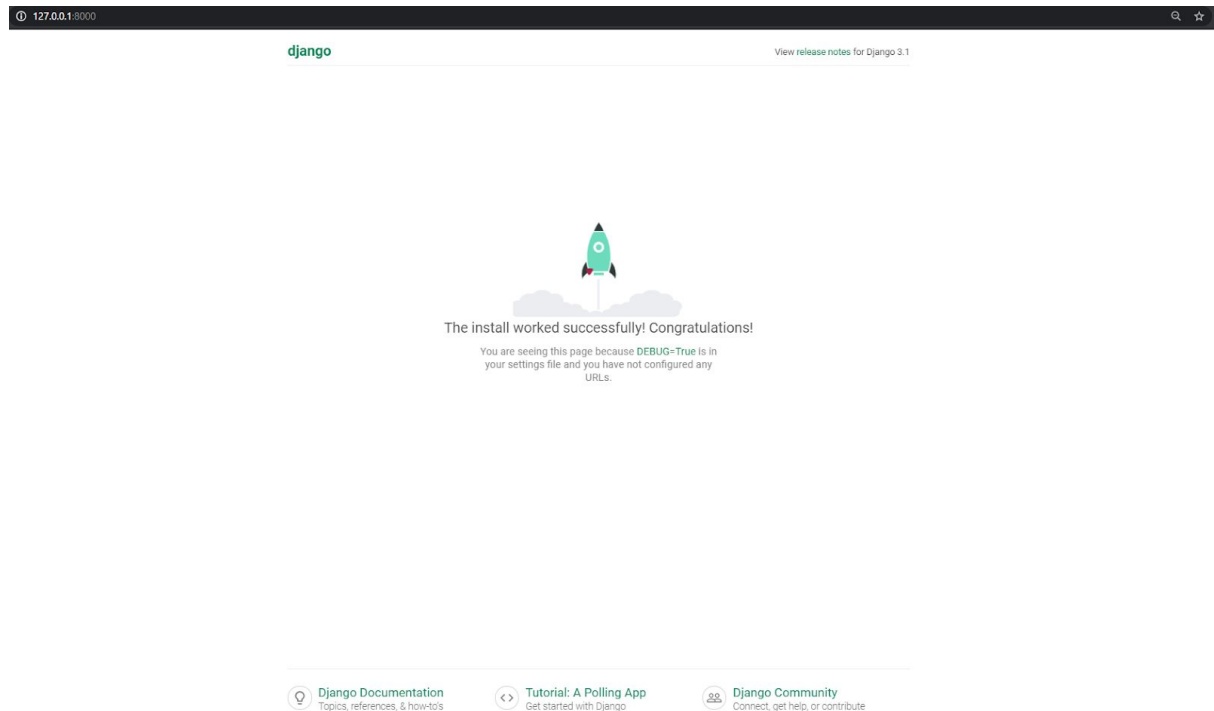 127.0.0.1:8000
django
View release notes for Django 3.1
The install worked successfully! Congratulations!
You are seeing this page because DEBUG=True is in
your settings file and you have not configured any
URLs.
Django Documentation
Topics, references, & how-to's
Tutorial: A Polling App
Get started with Django
Django Community
Connect, get help, or contribute